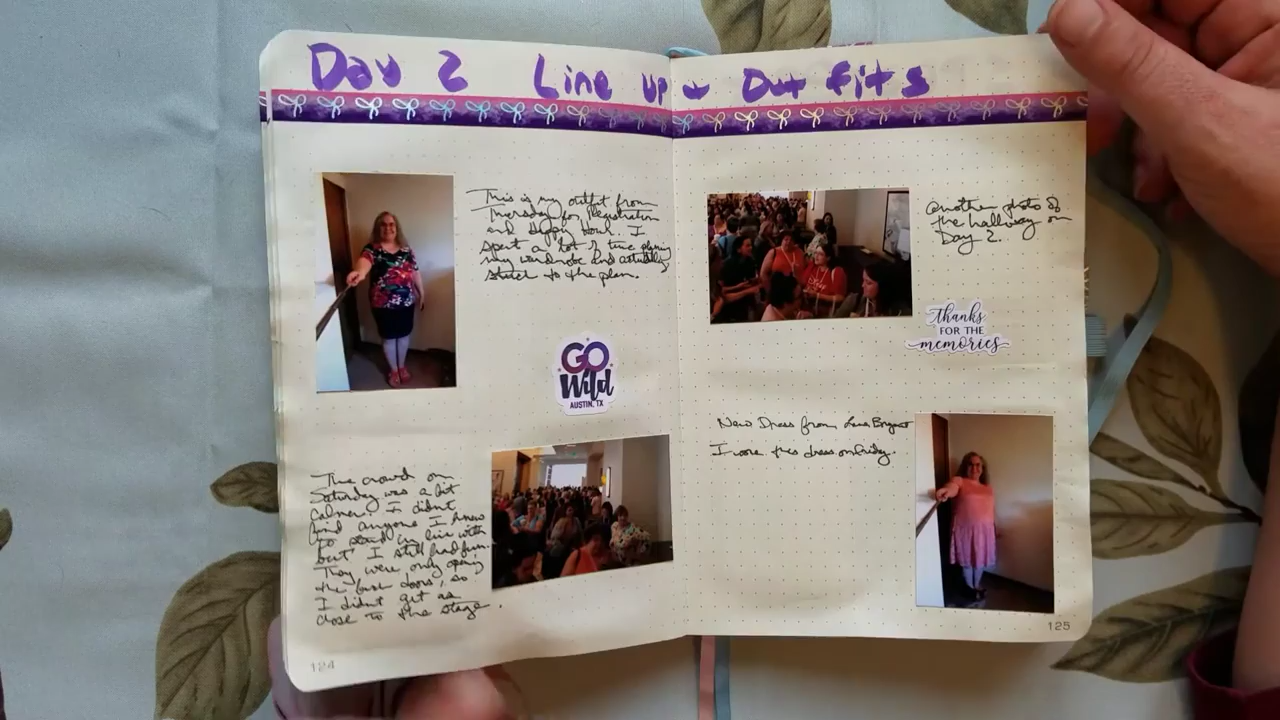 Day 2 Line up & Outfits
This is my outfit from
Thursday for Registration
and Happy hour. I
spent a lot of time planing
my wardrobe and actually
stuck to the plan.
GO
Wild
AUSTIN, TX
The crowd on
Saturday was a bit
calmer. I didn't
find anyone I knew
to stand in line with
but I still had fun.
They were only opening
the back doors, so
I didn't get as
close to the stage.
124
another photo of
the hallway on
Day 2.
thanks
FOR THE
memories
New Dress from Lane Bryant
I wore this dress on Friday.
125